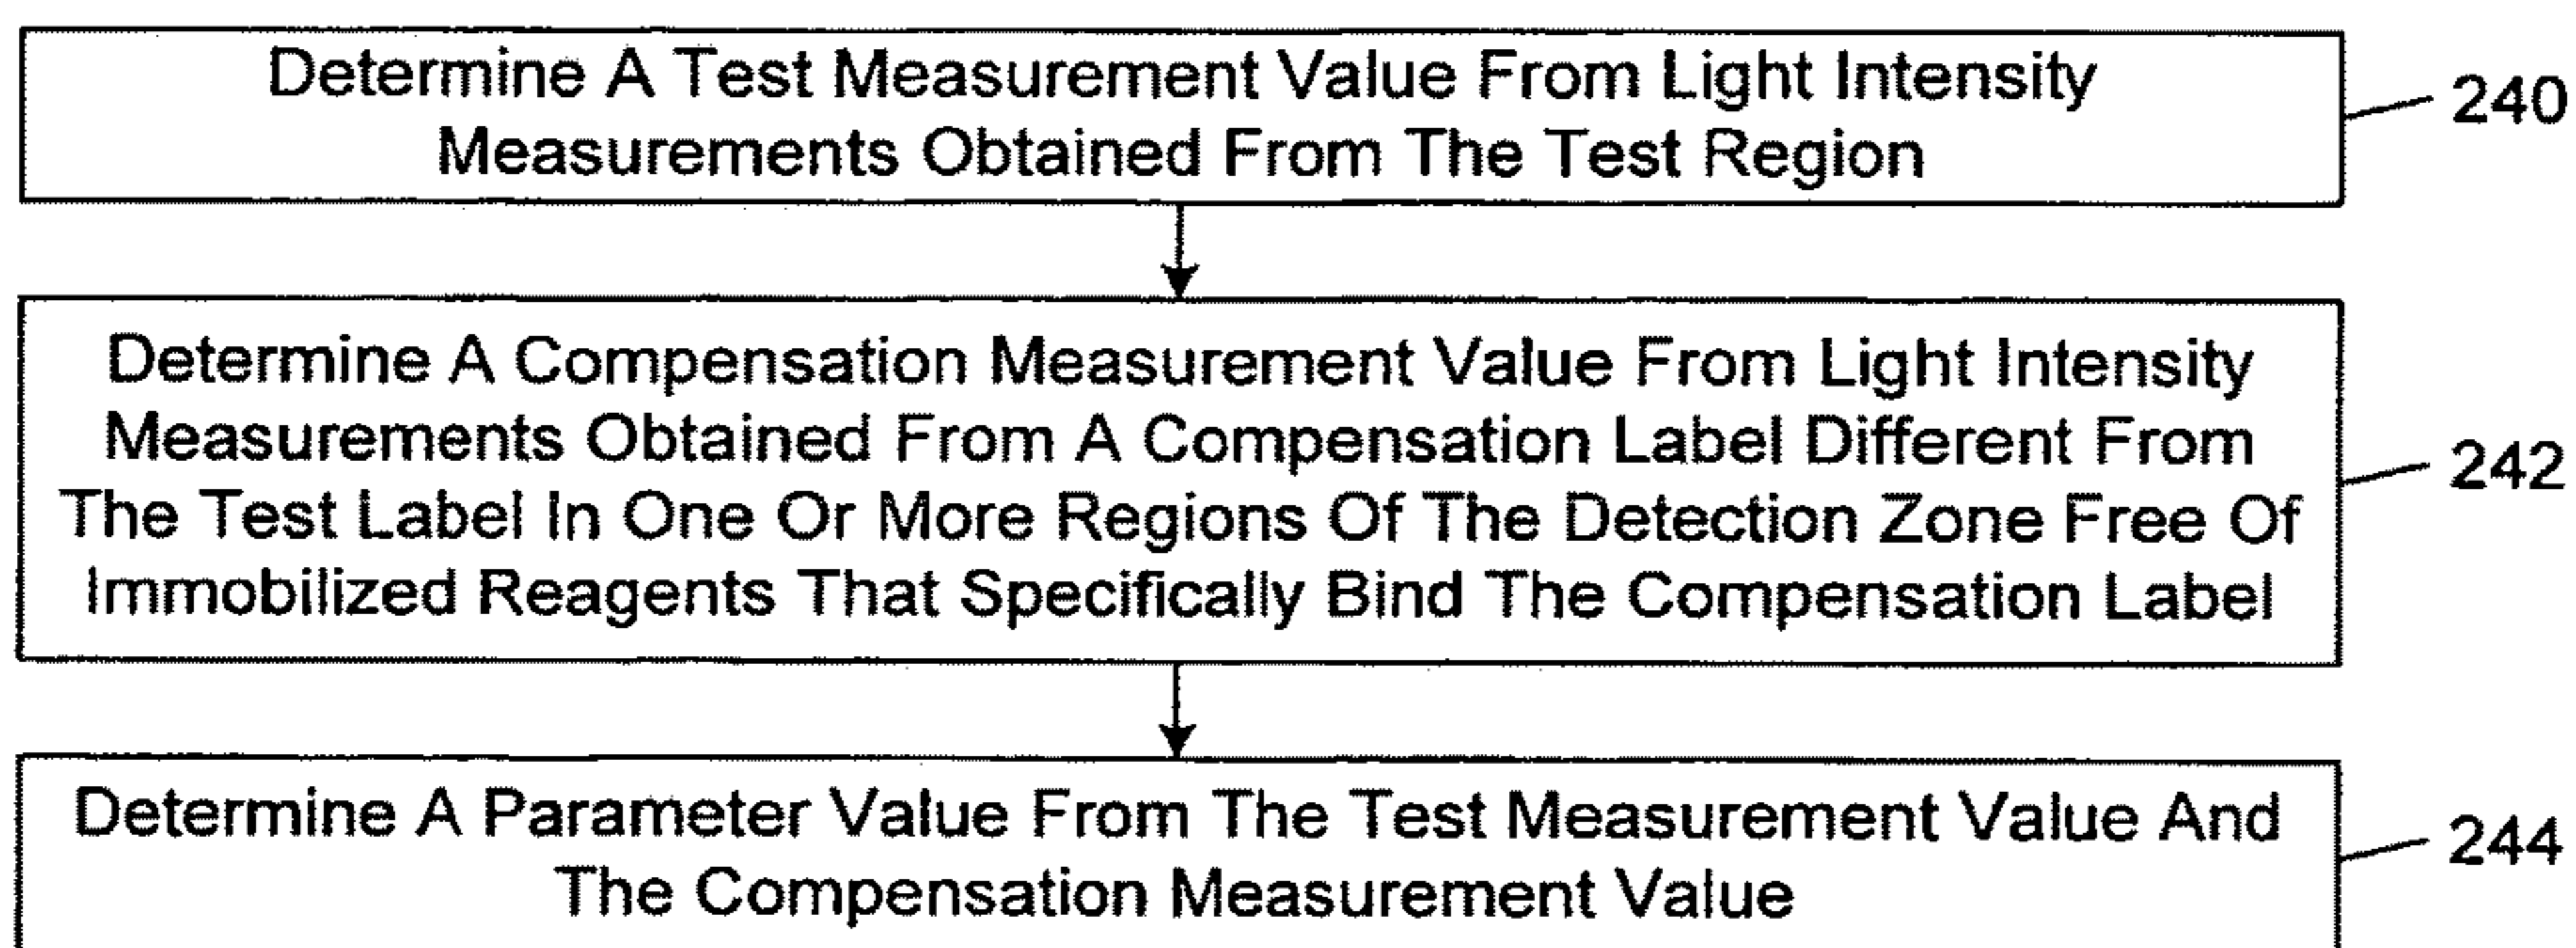 Determine A Test Measurement Value From Light Intensity
Measurements Obtained From The Test Region
240
Determine A Compensation Measurement Value From Light Intensity
Measurements Obtained From A Compensation Label Different From
The Test Label In One Or More Regions Of The Detection Zone Free Of
Immobilized Reagents That Specifically Bind The Compensation Label
242
Determine A Parameter Value From The Test Measurement Value And
The Compensation Measurement Value
244